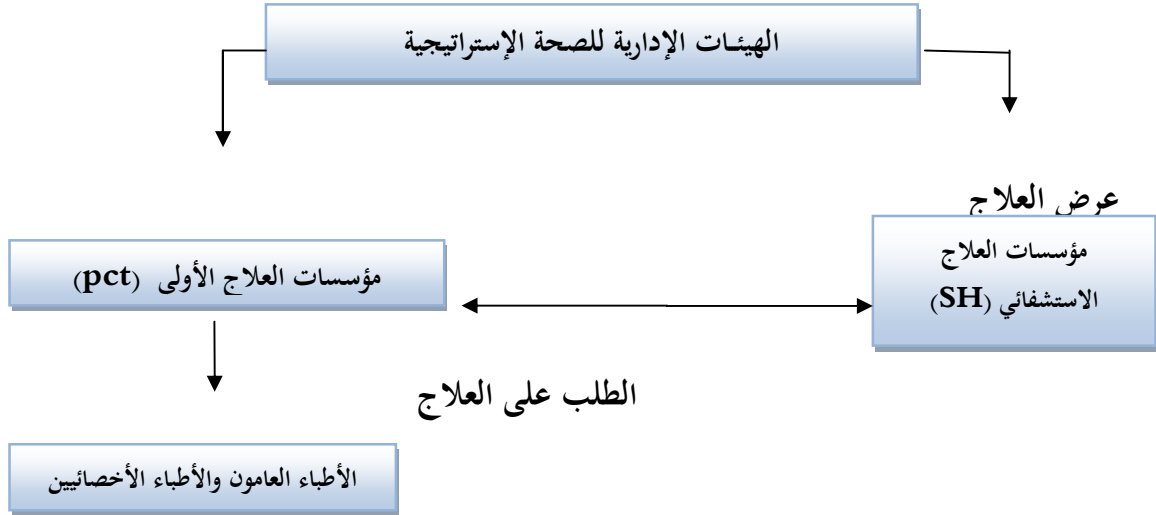 الهيئات الإدارية للصحة الإستراتيجية
عرض العلاج
مؤسسات العلاج
الاستشفائي (SH)
مؤسسات العلاج الأولى (pct)
الطلب على العلاج
الأطباء العامون والأطباء الأخصائيين